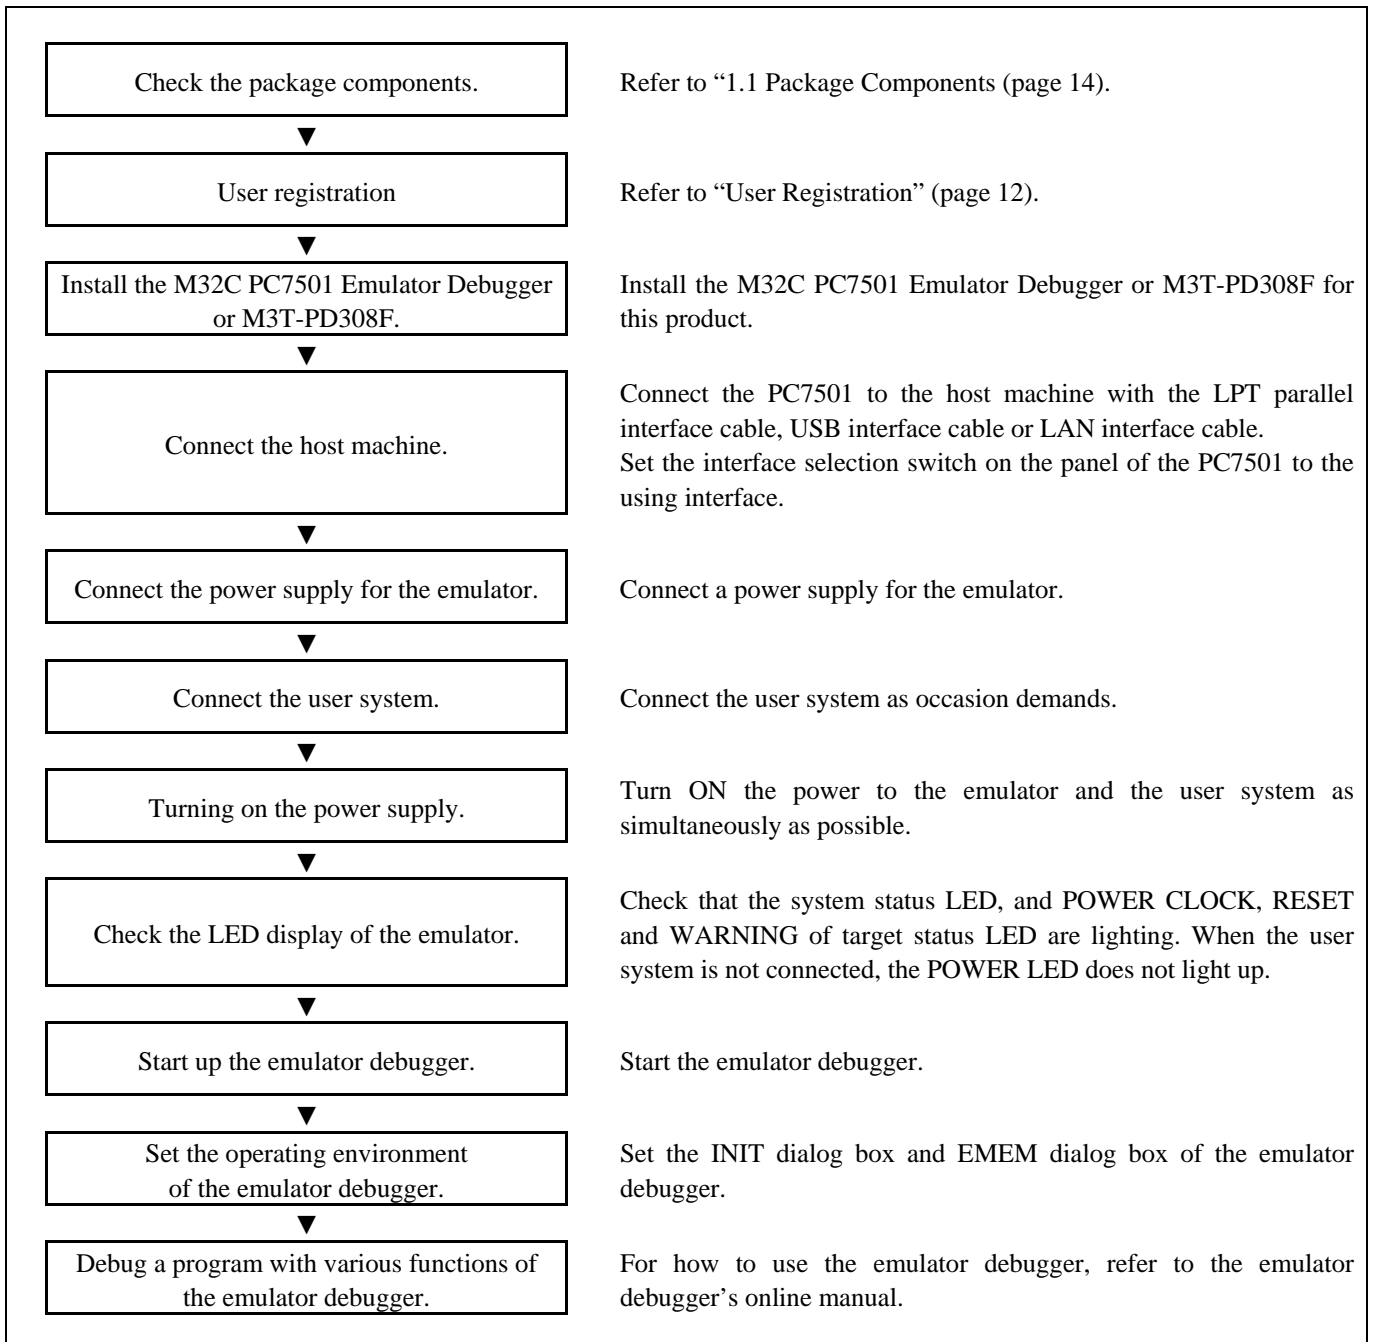 Check the package components.
Refer to “1.1 Package Components (page 14).
▼
User registration
Refer to “User Registration” (page 12).
▼
Install the M32C PC7501 Emulator Debugger
or M3T-PD308F.
Install the M32C PC7501 Emulator Debugger or M3T-PD308F for
this product.
▼
Connect the host machine.
Connect the PC7501 to the host machine with the LPT parallel
interface cable, USB interface cable or LAN interface cable.
Set the interface selection switch on the panel of the PC7501 to the
using interface.
▼
Connect the power supply for the emulator.
Connect a power supply for the emulator.
▼
Connect the user system.
Connect the user system as occasion demands.
▼
Turning on the power supply.
Turn ON the power to the emulator and the user system as
simultaneously as possible.
▼
Check the LED display of the emulator.
Check that the system status LED, and POWER CLOCK, RESET
and WARNING of target status LED are lighting. When the user
system is not connected, the POWER LED does not light up.
▼
Start up the emulator debugger.
Start the emulator debugger.
▼
Set the operating environment
of the emulator debugger.
Set the INIT dialog box and EMEM dialog box of the emulator
debugger.
▼
Debug a program with various functions of
the emulator debugger.
For how to use the emulator debugger, refer to the emulator
debugger’s online manual.